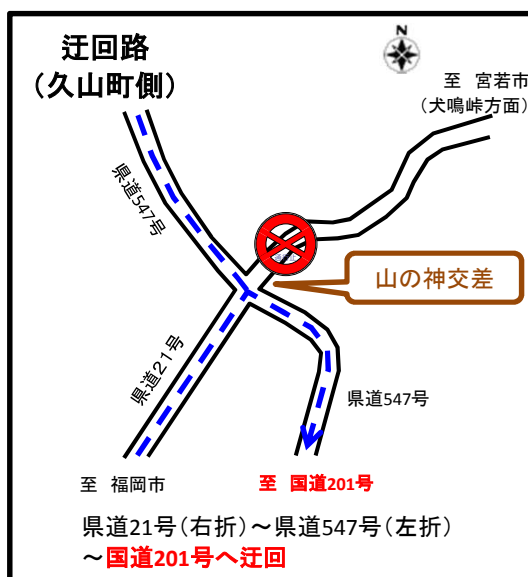 迂回路
（久山町側）
N
至 宮若市
（犬鳴峠方面）
県道547号
山の神交差
県道21号
県道547号
至 福岡市
至 国道201号
県道21号（右折）～県道547号（左折）
～国道201号へ迂回